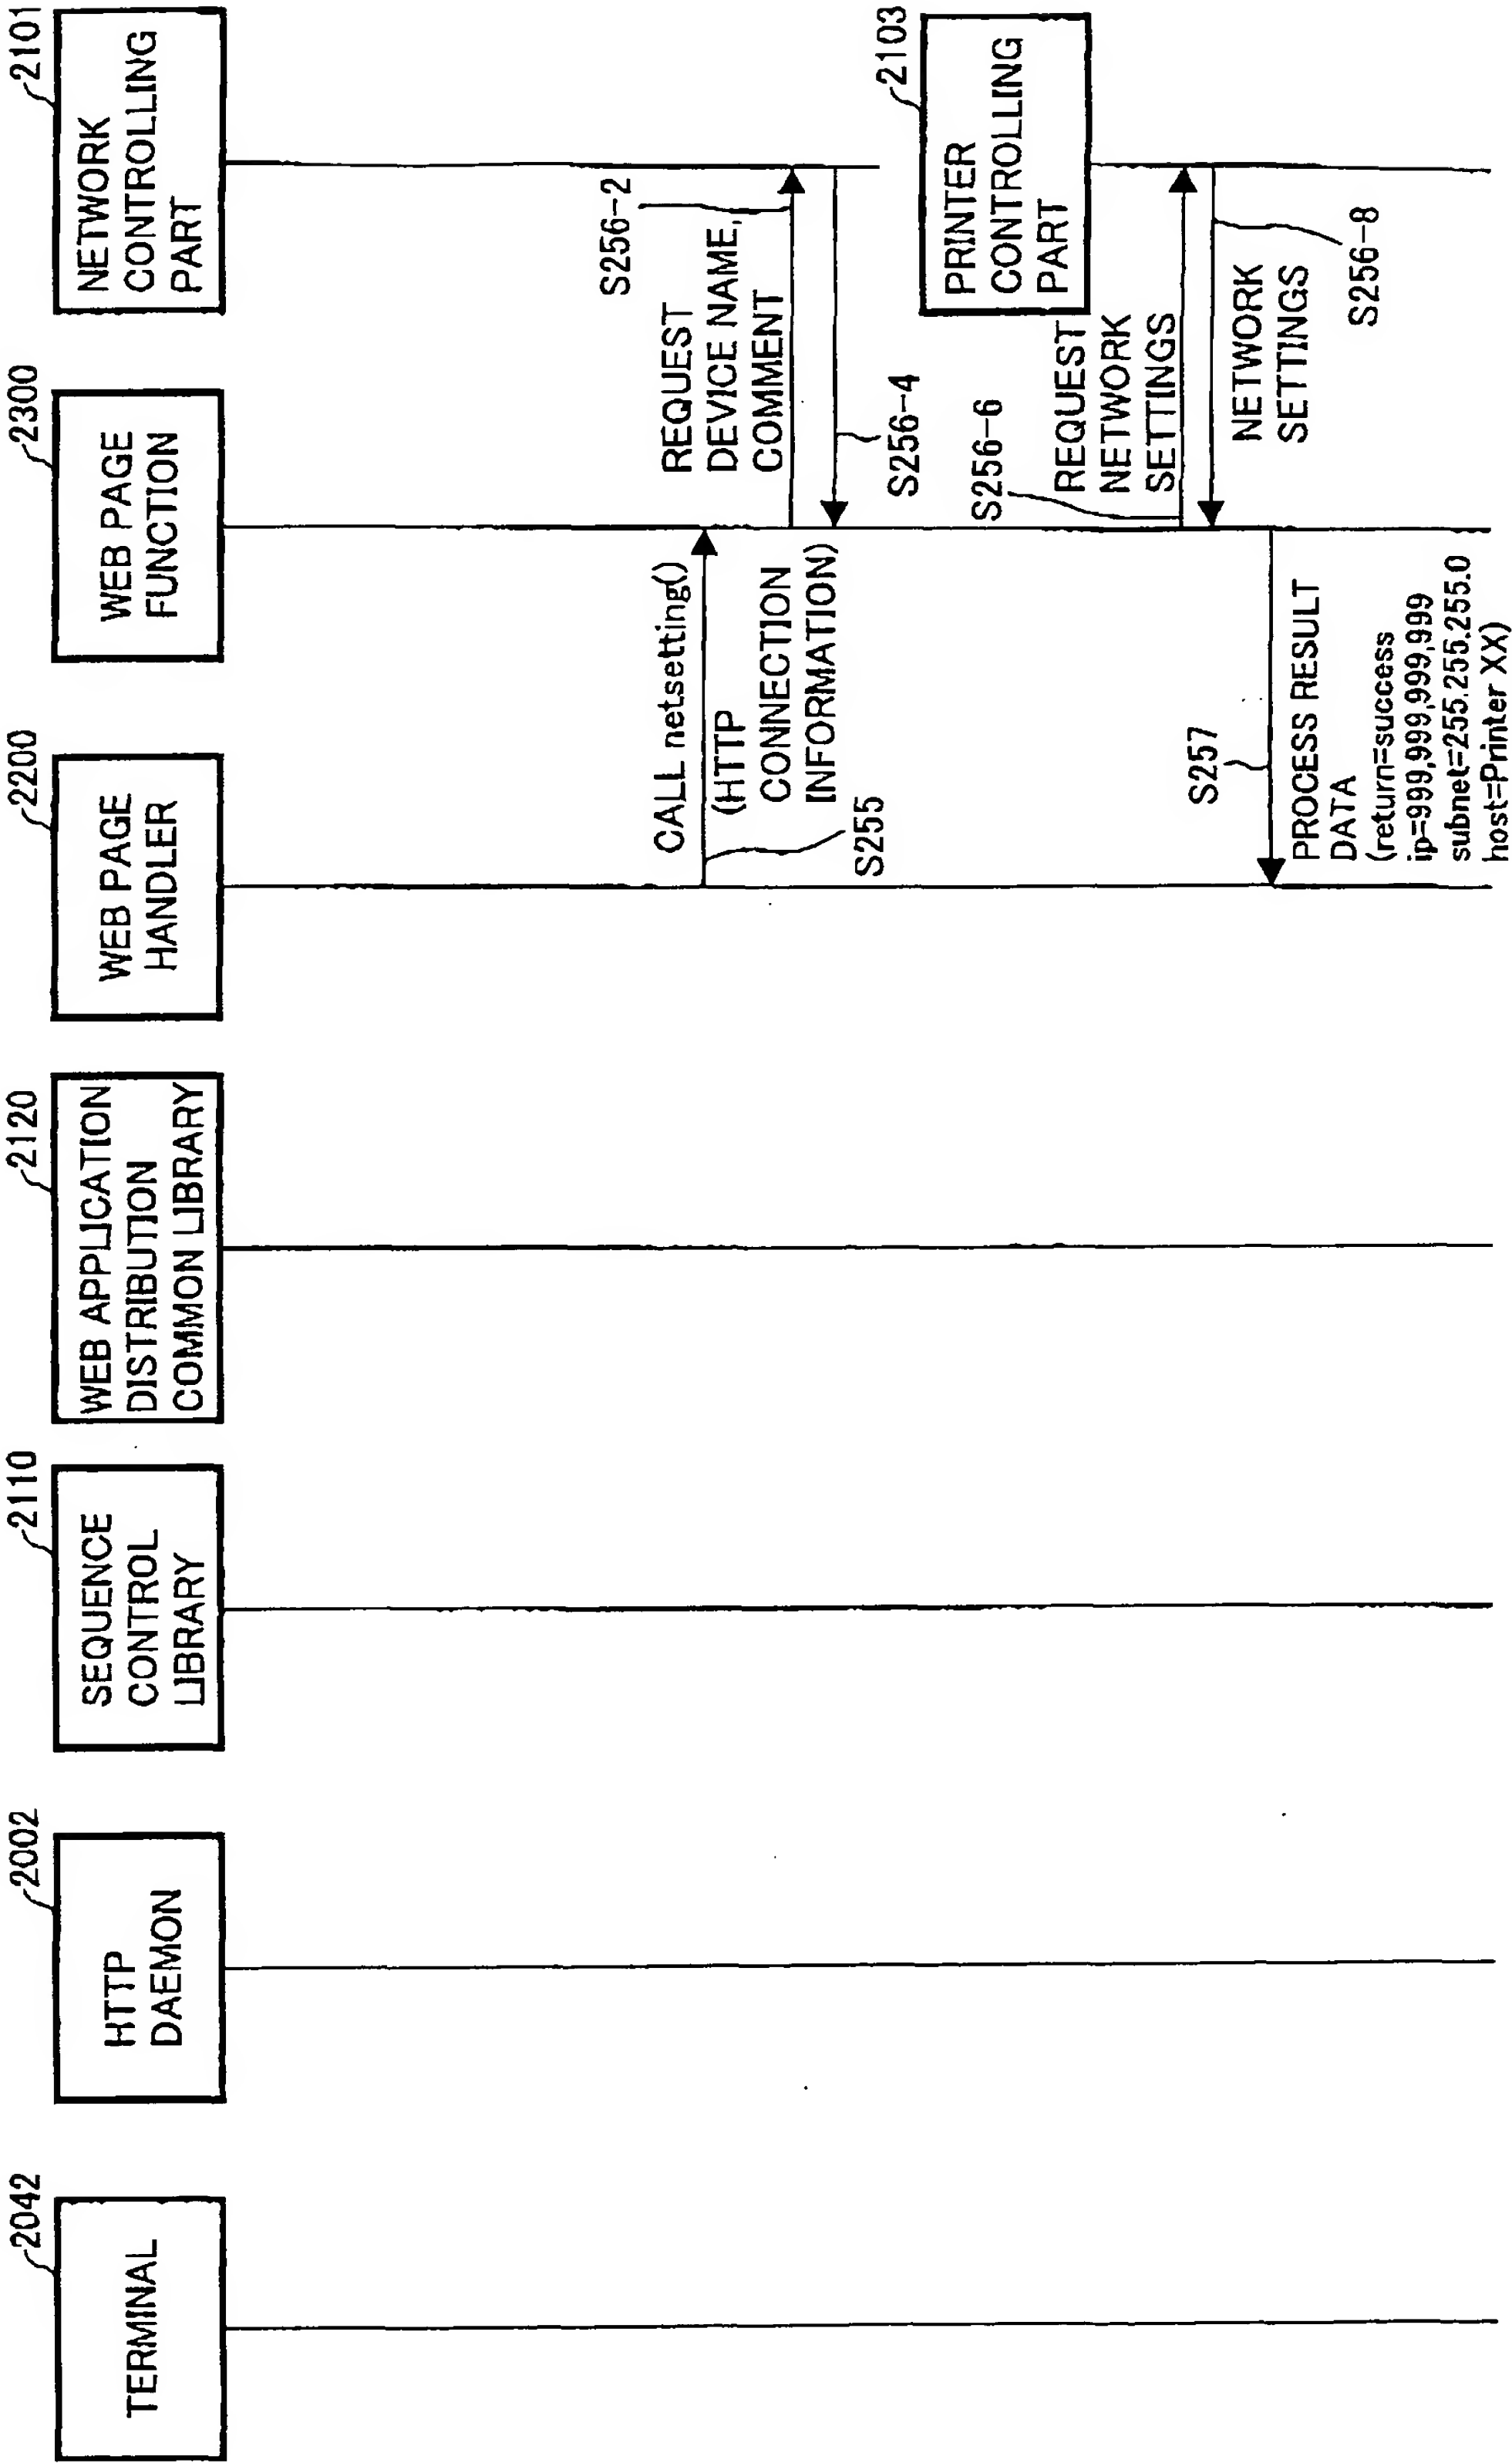 2042
TERMINAL
2002
HTTP
DAEMON
2110
SEQUENCE
CONTROL
LIBRARY
2120
WEB APPLICATION
DISTRIBUTION
COMMON LIBRARY
2200
WEB PAGE
HANDLER
2300
WEB PAGE
FUNCTION
2101
NETWORK
CONTROLLING
PART
CALL netsetting()
(HTTP
CONNECTION
INFORMATION)
S255
S256-2
REQUEST
DEVICE NAME,
COMMENT
S256-4
2103
PRINTER
CONTROLLING
PART
S256-6
REQUEST
NETWORK
SETTINGS
NETWORK
SETTINGS
S256-8
S257
PROCESS RESULT
DATA
(return=success
ip=999,999,999,999
subnet=255.255.255.0
host=Printer XX)